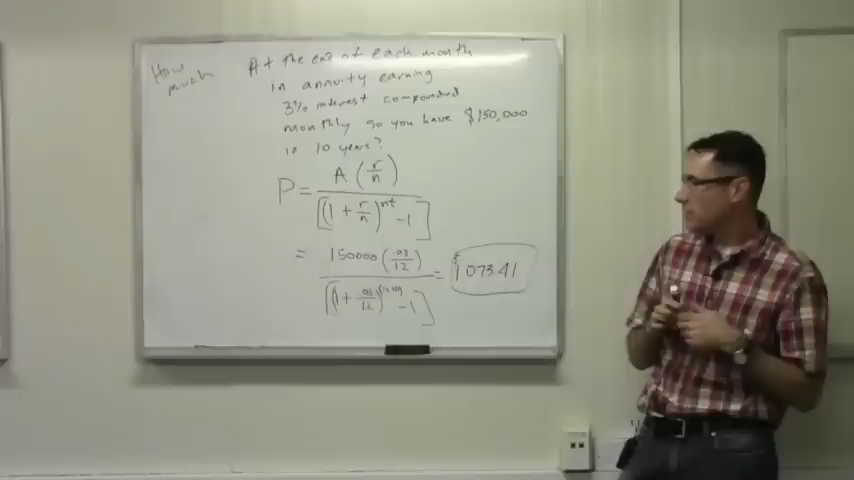 How much
At the end of each month
in annuity earning
3% interest compounded
monthly so you have $150,000
in 10 years?
P = A (r/n) / [(1 + r/n)^nt - 1]
= 150000 (.03/12) / [(1 + .03/12)^(12·10) - 1] = $1073.41